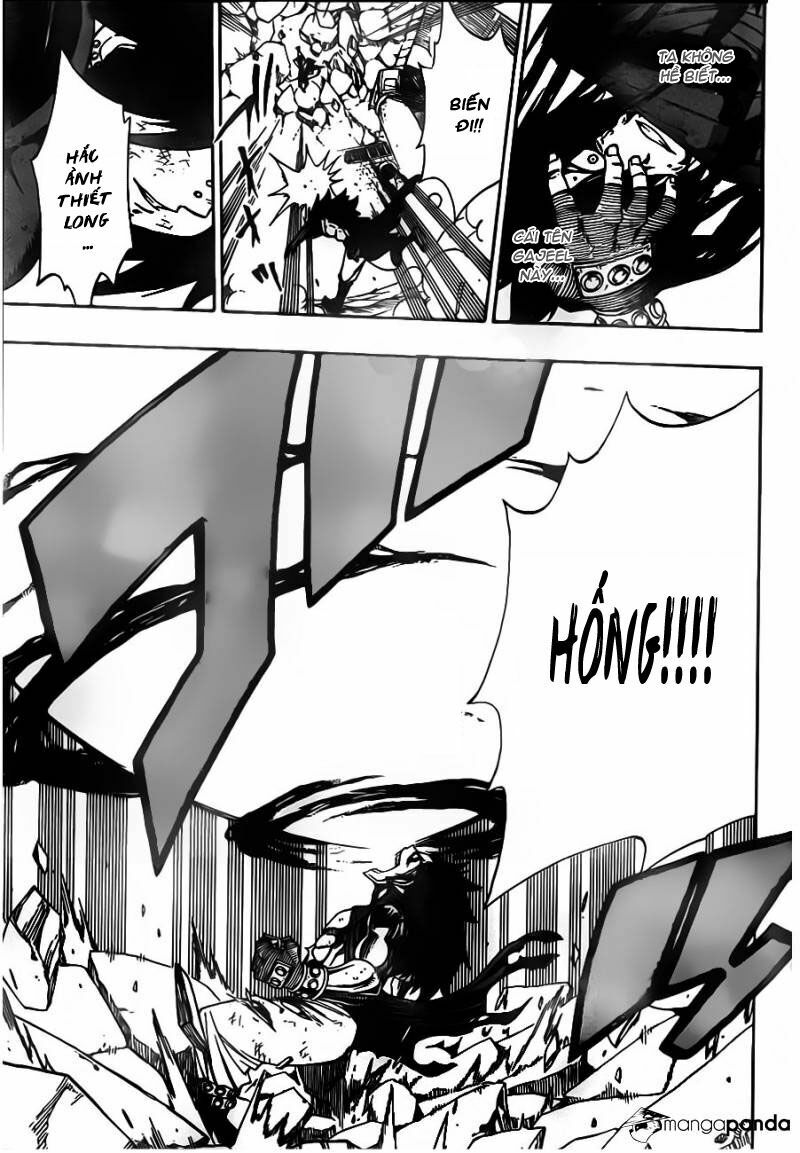 TA KHÔNG
HỀ BIẾT...
CÁI TÊN
GAJEEL
NÀY...
BIẾN
ĐI!!
HẮC
ẢNH
THIẾT
LONG
...
HỐNG!!!!
mangapanda